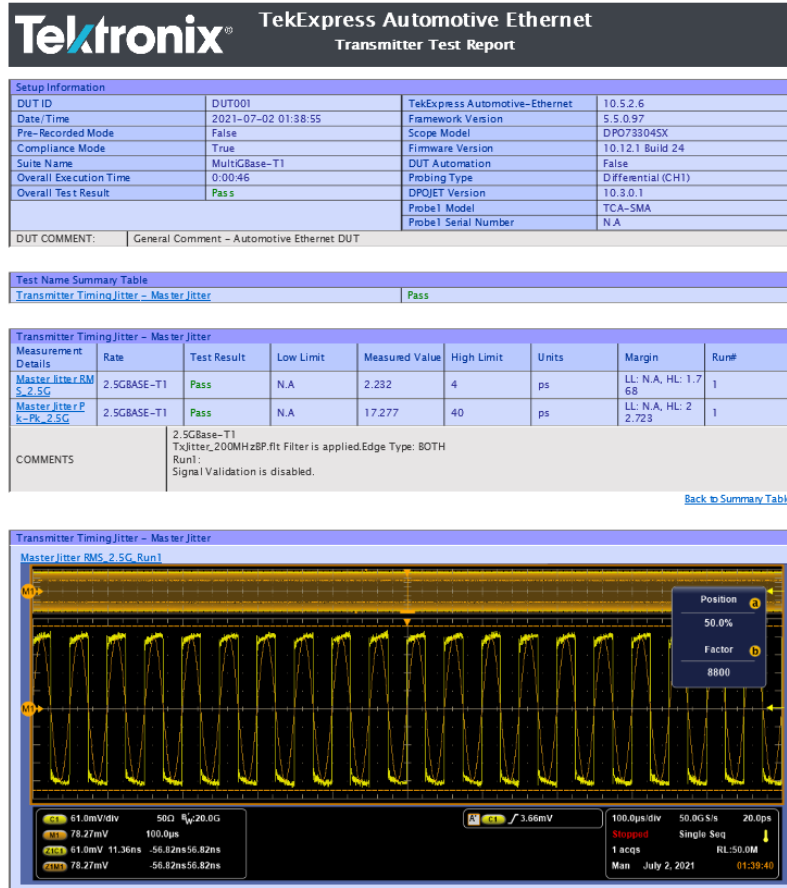 Tektronix®
TekExpress Automotive Ethernet
Transmitter Test Report
Setup Information
DUT ID DUT001 TekExpress Automotive-Ethernet 10.5.2.6
Date/Time 2021-07-02 01:38:55 Framework Version 5.5.0.97
Pre-Recorded Mode False Scope Model DPO73304SX
Compliance Mode True Firmware Version 10.12.1 Build 24
Suite Name MultiGBase-T1 DUT Automation False
Overall Execution Time 0:00:46 Probing Type Differential (CH1)
Overall Test Result Pass DPOJET Version 10.3.0.1
Probe1 Model TCA-SMA
Probe1 Serial Number N.A
DUT COMMENT: General Comment - Automotive Ethernet DUT
Test Name Summary Table
Transmitter Timing Jitter - Master Jitter Pass
Transmitter Timing Jitter - Master Jitter
Measurement Details Rate Test Result Low Limit Measured Value High Limit Units Margin Run#
Master Jitter RM
S_2.5G 2.5GBASE-T1 Pass N.A 2.232 4 ps LL: N.A, HL: 1.7
68 1
Master Jitter P
k-Pk_2.5G 2.5GBASE-T1 Pass N.A 17.277 40 ps LL: N.A, HL: 2
2.723 1
COMMENTS
2.5GBase-T1
TxJitter_200MHzBP.flt Filter is applied.Edge Type: BOTH
Run1:
Signal Validation is disabled.
Back to Summary Tabl
Transmitter Timing Jitter - Master Jitter
Master Jitter RMS_2.5G_Run1
M1
Position a
50.0%
Factor b
8800
M1
C1 61.0mV/div 50Ω BW:20.0G
M1 78.27mV 100.0µs
Z1C1 61.0mV 11.36ns -56.82ns56.82ns
Z1M1 78.27mV -56.82ns56.82ns
A' C1 3.66mV
100.0µs/div 50.0GS/s 20.0ps
Stopped Single Seq
1 acqs RL:50.0M
Man July 2, 2021 01:39:40